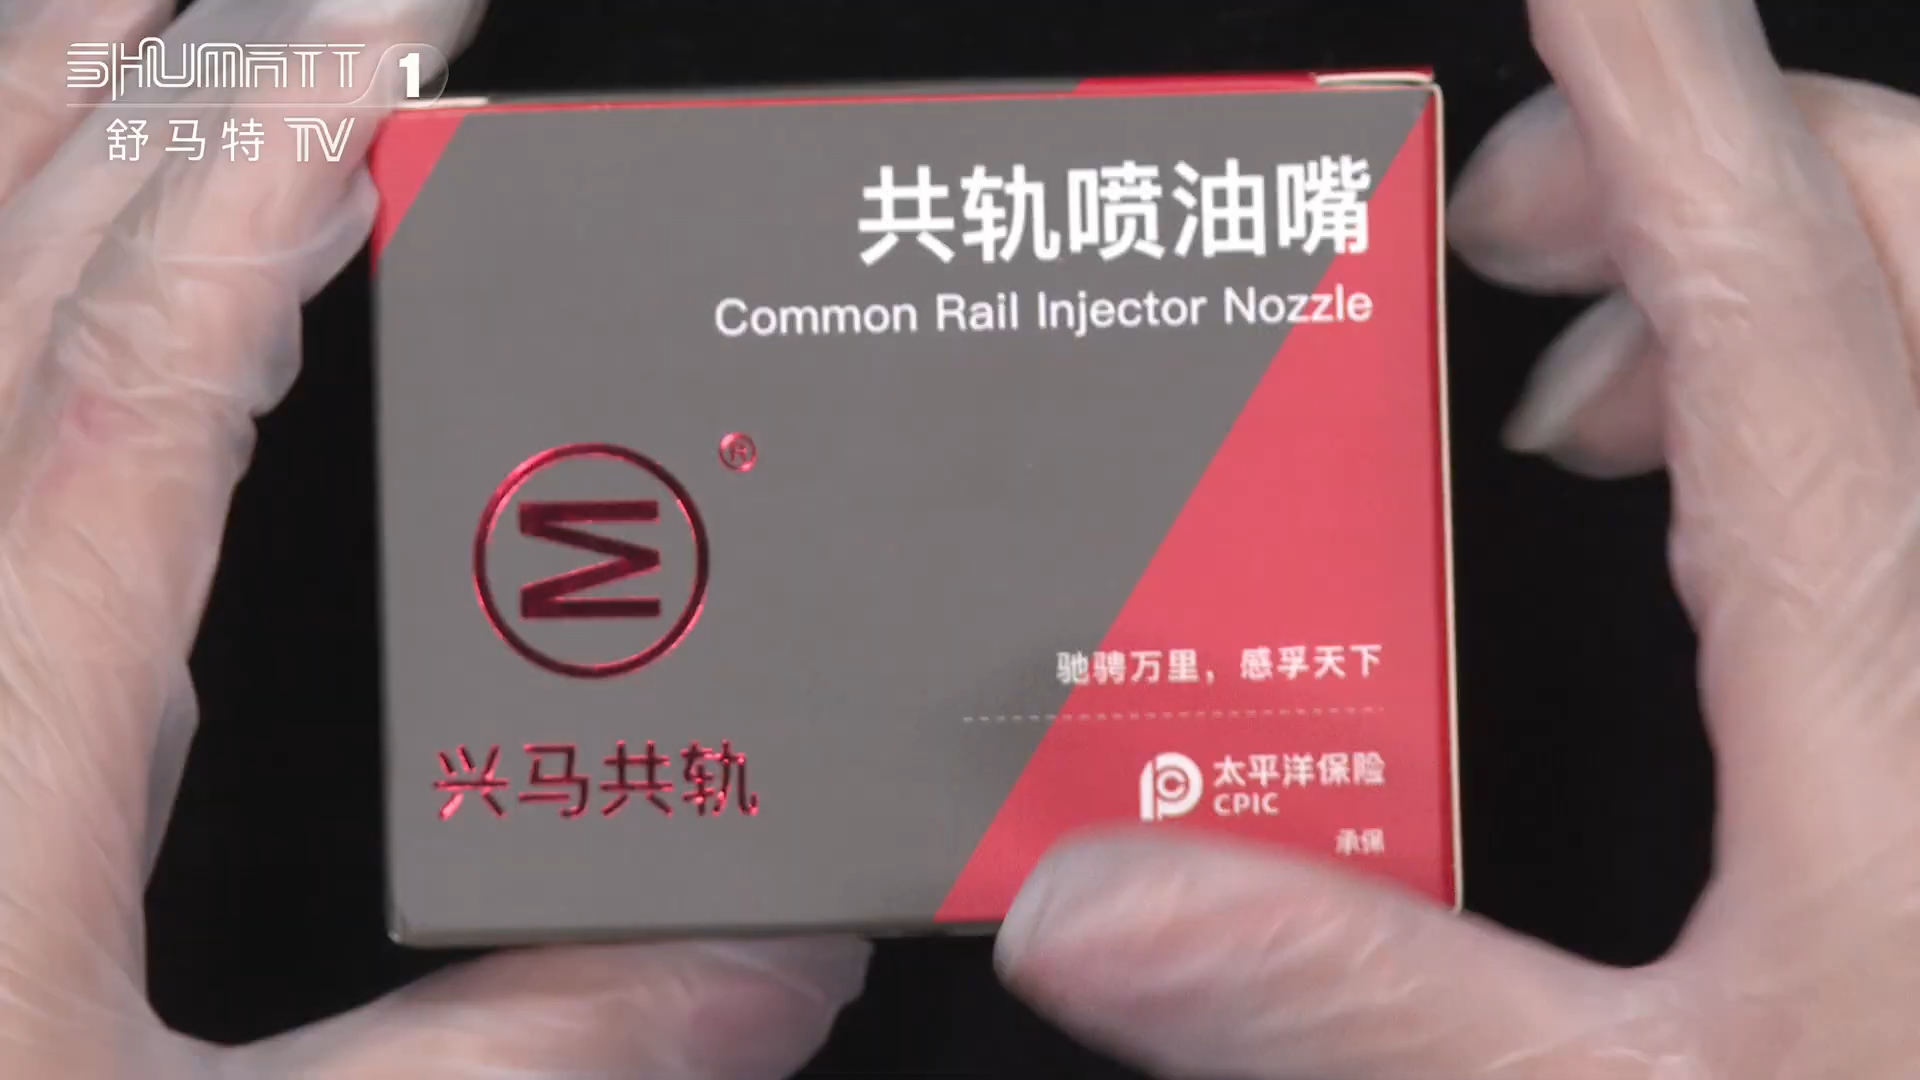 SHUMATT 1
舒马特 TV
共轨喷油嘴
Common Rail Injector Nozzle
®
兴马共轨
驰骋万里，感孚天下
太平洋保险
CPIC
承保